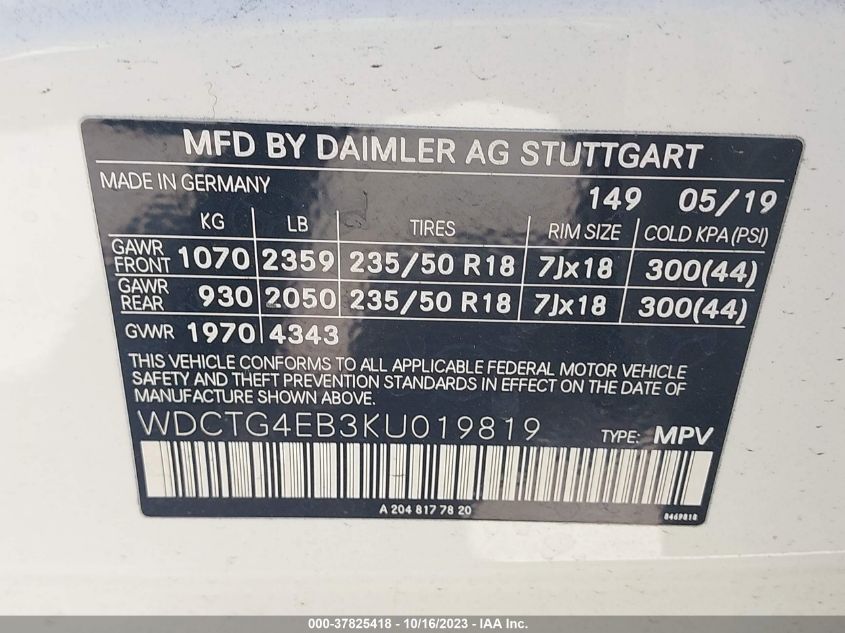 MFD BY DAIMLER AG STUTTGART
MADE IN GERMANY 149 05/19
KG LB TIRES RIM SIZE COLD KPA(PSI)
GAWR FRONT 1070 2359 235/50 R18 7Jx18 300(44)
GAWR REAR 930 2050 235/50 R18 7Jx18 300(44)
GVWR 1970 4343
THIS VEHICLE CONFORMS TO ALL APPLICABLE FEDERAL MOTOR VEHICLE
SAFETY AND THEFT PREVENTION STANDARDS IN EFFECT ON THE DATE OF
MANUFACTURE SHOWN ABOVE.
WDCTG4EB3KU019819 TYPE: MPV
A 204 817 78 20 8469818
000-37825418 - 10/16/2023 - IAA Inc.